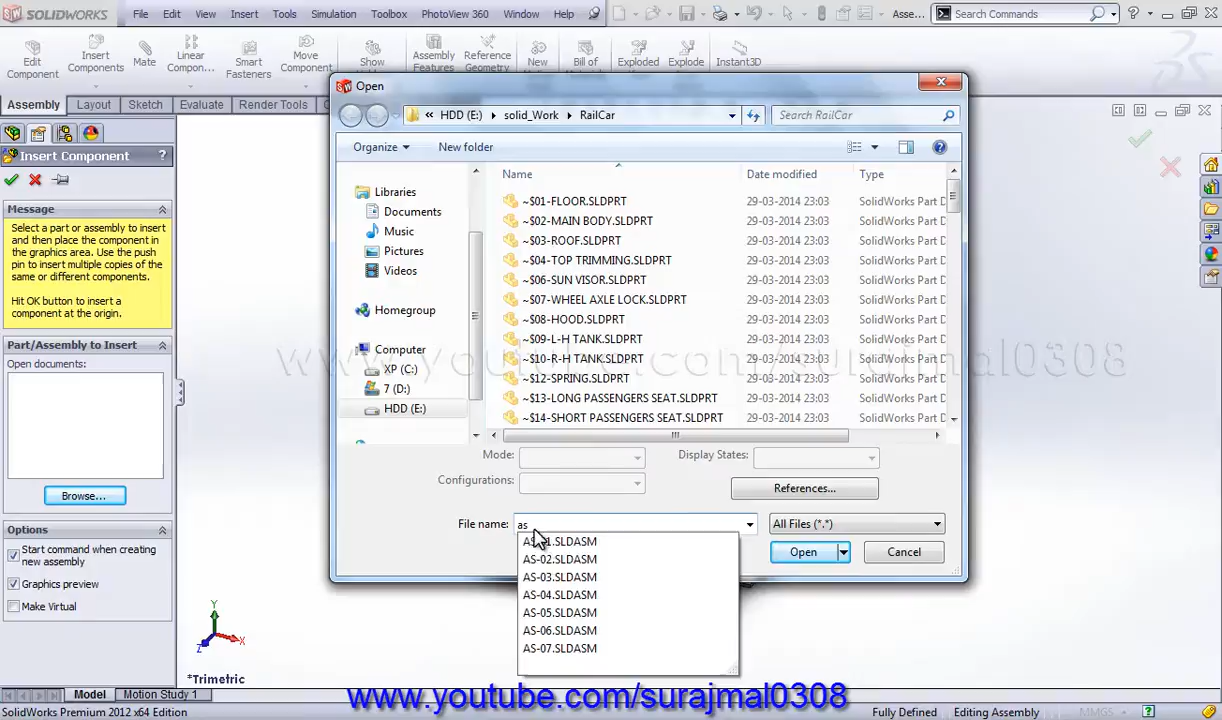 SOLIDWORKS File Edit View Insert Tools Simulation Toolbox PhotoView 360 Window Help Asse... Search Commands
Edit Component
Insert Components
Mate
Linear Compon...
Smart Fasteners
Move Component
Show
Assembly Features
Reference Geometry
New
Bill of
Exploded
Explode
Instant3D
Assembly Layout Sketch Evaluate Render Tools
Insert Component ?
Message
Select a part or assembly to insert
and then place the component in
the graphics area. Use the push
pin to insert multiple copies of the
same or different components.
Hit OK button to insert a
component at the origin.
Part/Assembly to Insert
Open documents:
Browse...
Options
Start command when creating
new assembly
Graphics preview
Make Virtual
Open
« HDD (E:) solid_Work RailCar
Search RailCar
Organize New folder
Libraries
Documents
Music
Pictures
Videos
Homegroup
Computer
XP (C:)
7 (D:)
HDD (E:)
Name Date modified Type
~$01-FLOOR.SLDPRT 29-03-2014 23:03 SolidWorks Part D
~$02-MAIN BODY.SLDPRT 29-03-2014 23:03 SolidWorks Part D
~$03-ROOF.SLDPRT 29-03-2014 23:03 SolidWorks Part D
~$04-TOP TRIMMING.SLDPRT 29-03-2014 23:03 SolidWorks Part D
~$06-SUN VISOR.SLDPRT 29-03-2014 23:03 SolidWorks Part D
~$07-WHEEL AXLE LOCK.SLDPRT 29-03-2014 23:03 SolidWorks Part D
~$08-HOOD.SLDPRT 29-03-2014 23:03 SolidWorks Part D
~$09-L-H TANK.SLDPRT 29-03-2014 23:03 SolidWorks Part D
~$10-R-H TANK.SLDPRT 29-03-2014 23:03 SolidWorks Part D
~$12-SPRING.SLDPRT 29-03-2014 23:03 SolidWorks Part D
~$13-LONG PASSENGERS SEAT.SLDPRT 29-03-2014 23:03 SolidWorks Part D
~$14-SHORT PASSENGERS SEAT.SLDPRT 29-03-2014 23:03 SolidWorks Part D
www.youtube.com/surajmal0308
Mode:
Display States:
Configurations:
References...
File name: as
All Files (*.*)
Open
Cancel
AS-02.SLDASM
AS-03.SLDASM
AS-04.SLDASM
AS-05.SLDASM
AS-06.SLDASM
AS-07.SLDASM
Y
X
Z
*Trimetric
Model Motion Study 1
www.youtube.com/surajmal0308
SolidWorks Premium 2012 x64 Edition Fully Defined Editing Assembly MMGS